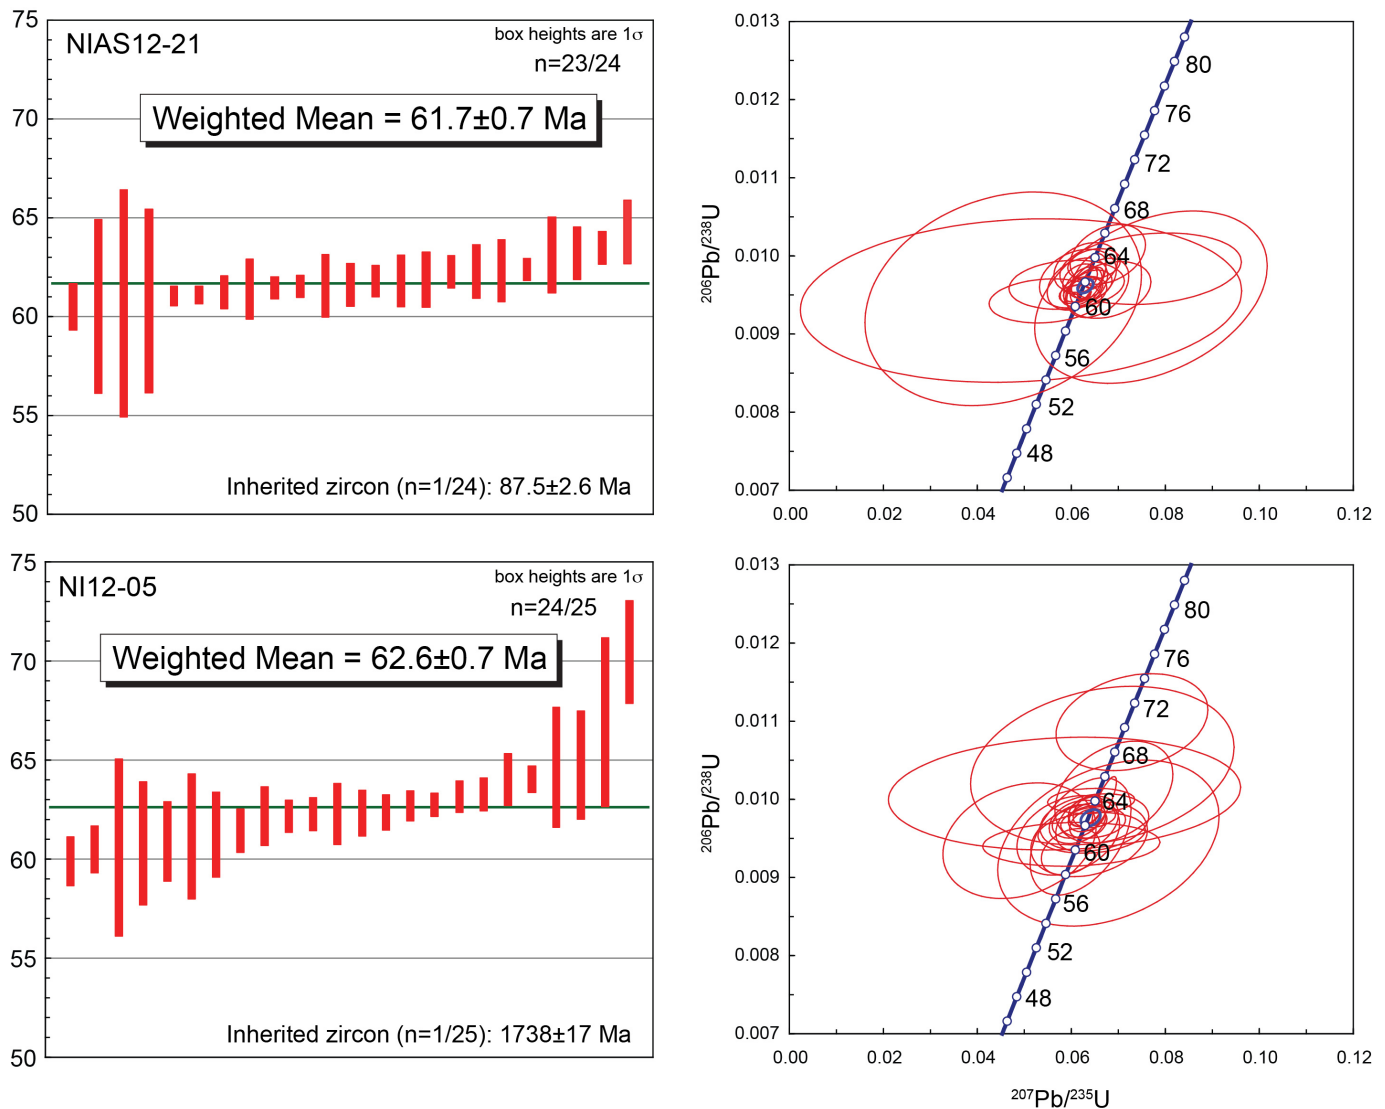 NIAS12-21
box heights are 1σ
n=23/24
Weighted Mean = 61.7±0.7 Ma
75
70
65
60
55
50
Inherited zircon (n=1/24): 87.5±2.6 Ma
0.013
0.012
0.011
0.010
0.009
0.008
0.007
206Pb/238U
80
76
72
68
64
60
56
52
48
0.00 0.02 0.04 0.06 0.08 0.10 0.12
NI12-05
box heights are 1σ
n=24/25
Weighted Mean = 62.6±0.7 Ma
75
70
65
60
55
50
Inherited zircon (n=1/25): 1738±17 Ma
0.013
0.012
0.011
0.010
0.009
0.008
0.007
206Pb/238U
80
76
72
68
64
60
56
52
48
0.00 0.02 0.04 0.06 0.08 0.10 0.12
207Pb/235U